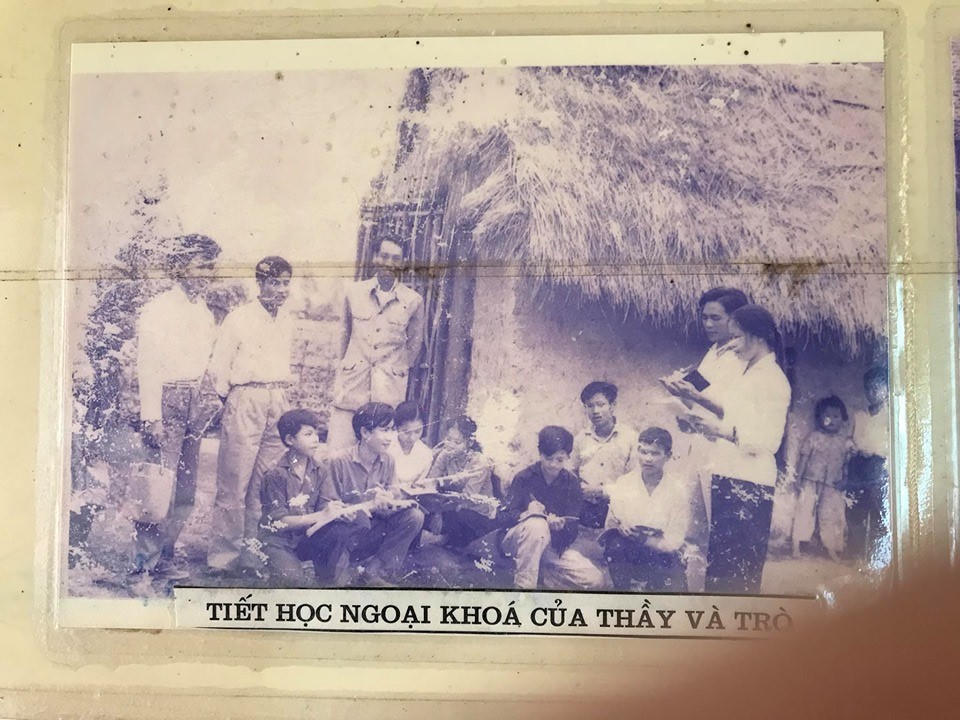 TIẾT HỌC NGOẠI KHOÁ CỦA THẦY VÀ TRÒ